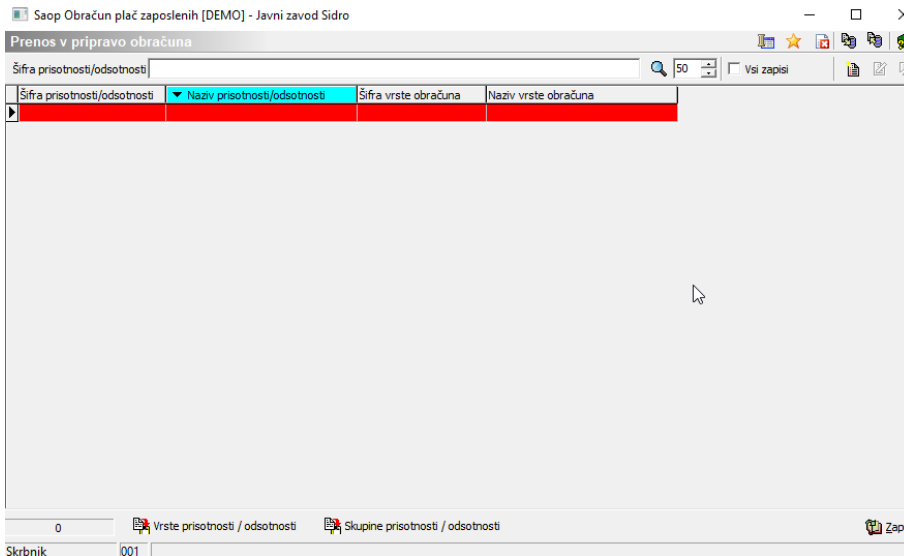 Saop Obračun plač zaposlenih [DEMO] - Javni zavod Sidro
Prenos v pripravo obračuna
Šifra prisotnosti/odsotnosti 50 Vsi zapisi
Šifra prisotnosti/odsotnosti Naziv prisotnosti/odsotnosti Šifra vrste obračuna Naziv vrste obračuna
0 Vrste prisotnosti / odsotnosti Skupine prisotnosti / odsotnosti Zap
Skrbnik 001